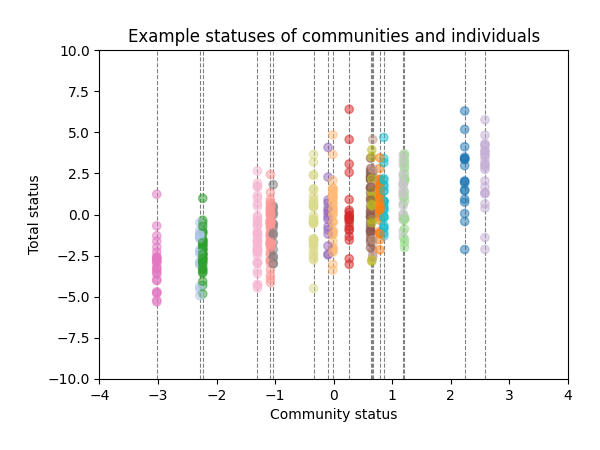 Example statuses of communities and individuals
10.0
7.5
5.0
2.5
0.0
−2.5
−5.0
−7.5
−10.0
Total status
−4 −3 −2 −1 0 1 2 3 4
Community status